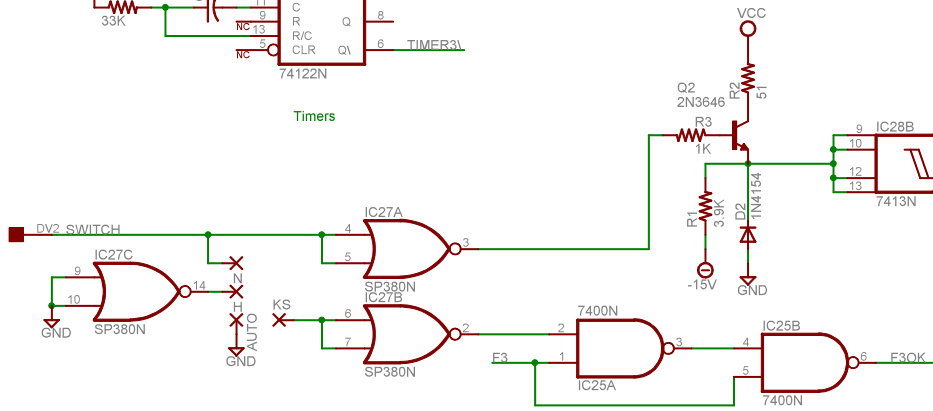 33K
11
C
9
R
Q
8
NC
13
R/C
5
CLR
Q\
6
TIMER3\
NC
74122N
Timers
VCC
R2
51
Q2
2N3646
R3
1K
IC28B
9
10
12
13
7413N
R1
3.9K
D2
1N4154
-15V
GND
DV2
SWITCH
IC27A
4
5
3
SP380N
IC27C
9
10
14
SP380N
GND
N
H
AUTO
GND
KS
IC27B
6
7
2
SP380N
7400N
2
1
3
IC25A
F3
IC25B
4
5
6
7400N
F3OK